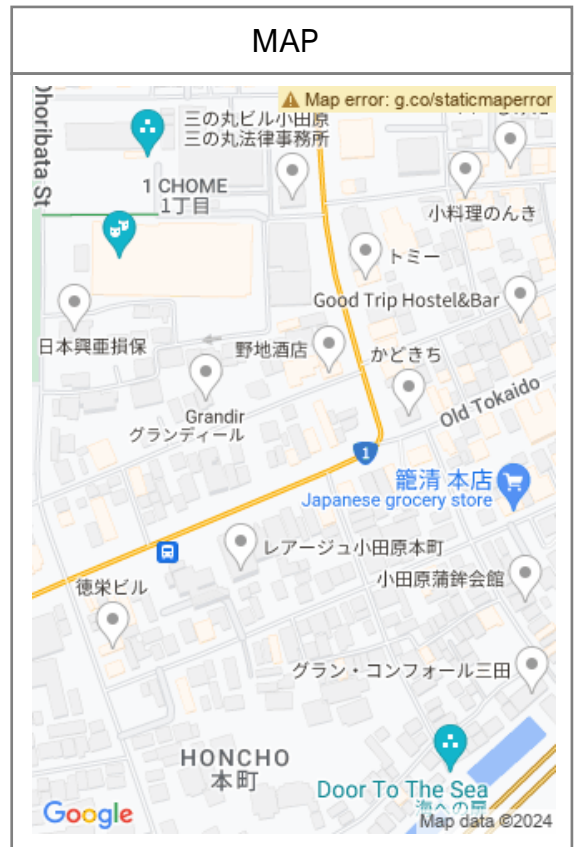 MAP
Map error: g.co/staticmaperror
三の丸ビル小田原
三の丸法律事務所
1 CHOME
1丁目
小料理のんき
トミー
Good Trip Hostel&Bar
日本興亜損保
野地酒店
かどきち
Grandir
グランディール
Old Tokaido
1
籠清 本店
Japanese grocery store
レアージュ小田原本町
小田原蒲鉾会館
徳栄ビル
グラン・コンフォール三田
HONCHO
本町
Door To The Sea
海への扉
Google
Map data ©2024